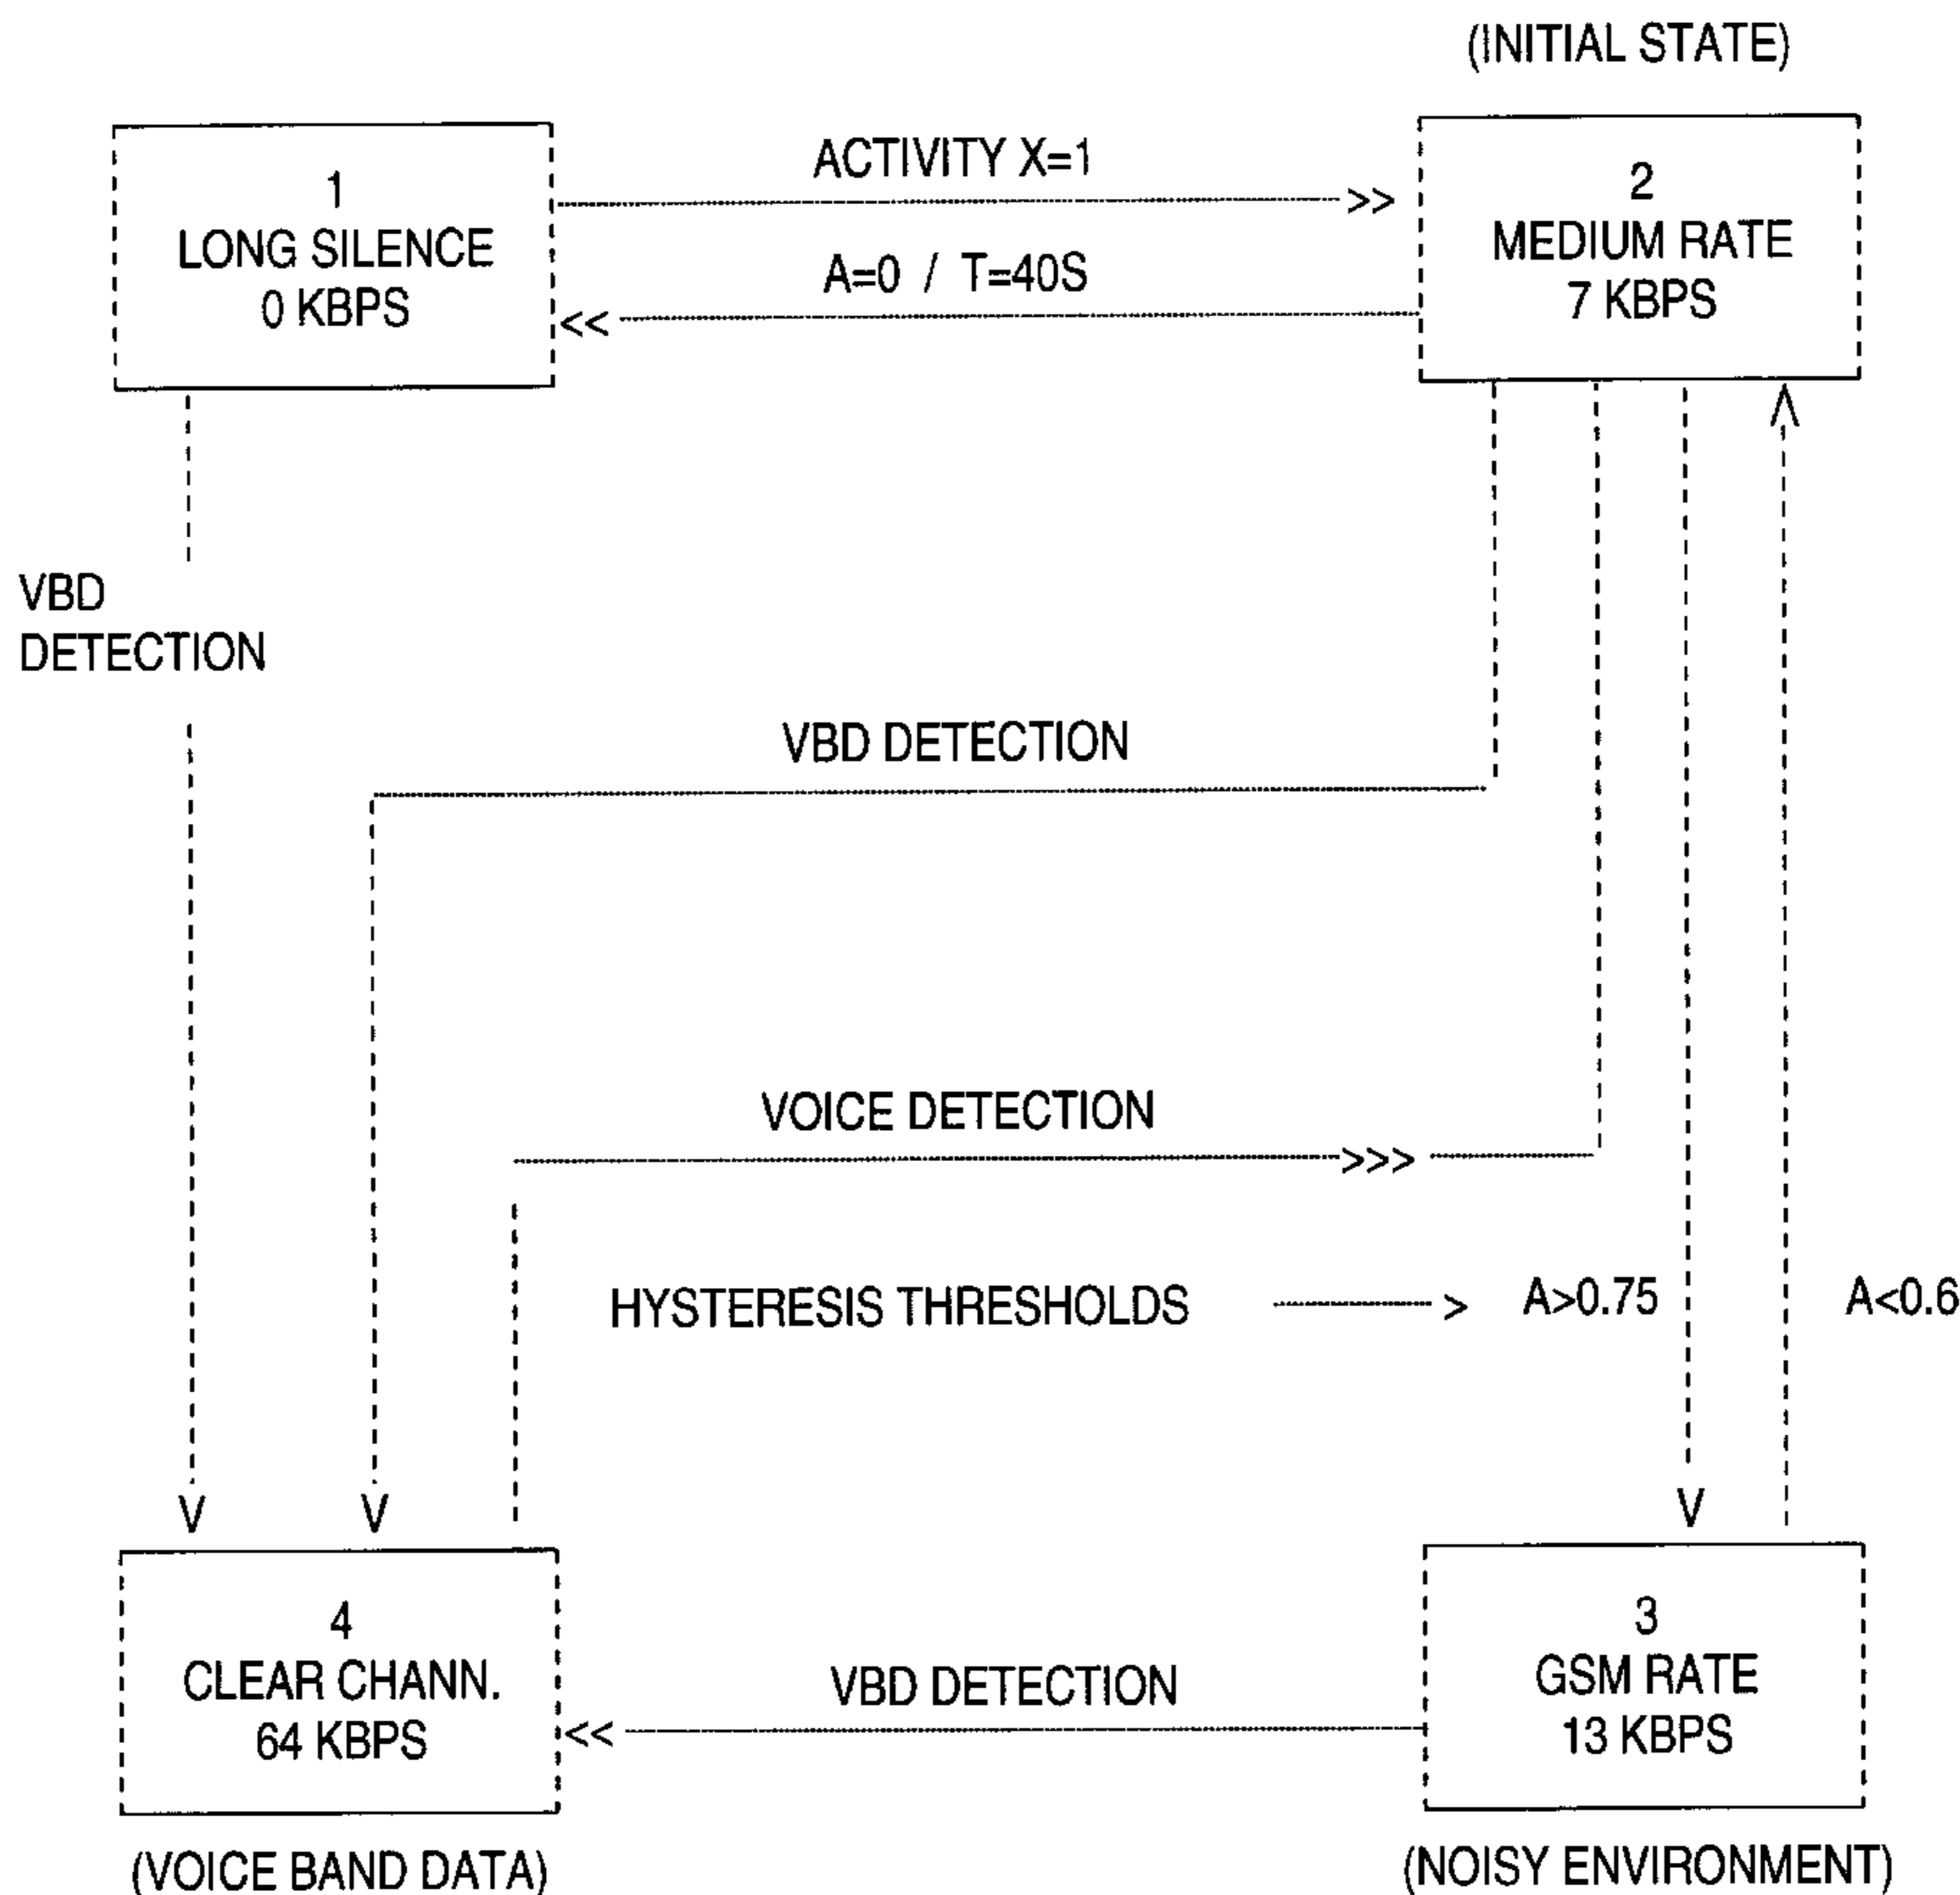 (INITIAL STATE)
1
LONG SILENCE
0 KBPS
ACTIVITY X=1
>>
A=0 / T=40S
<<
2
MEDIUM RATE
7 KBPS
VBD
DETECTION
VBD DETECTION
VOICE DETECTION
>>>
HYSTERESIS THRESHOLDS
>
A>0.75
A<0.6
V
V
V
4
CLEAR CHANN.
64 KBPS
VBD DETECTION
<<
3
GSM RATE
13 KBPS
(VOICE BAND DATA)
(NOISY ENVIRONMENT)